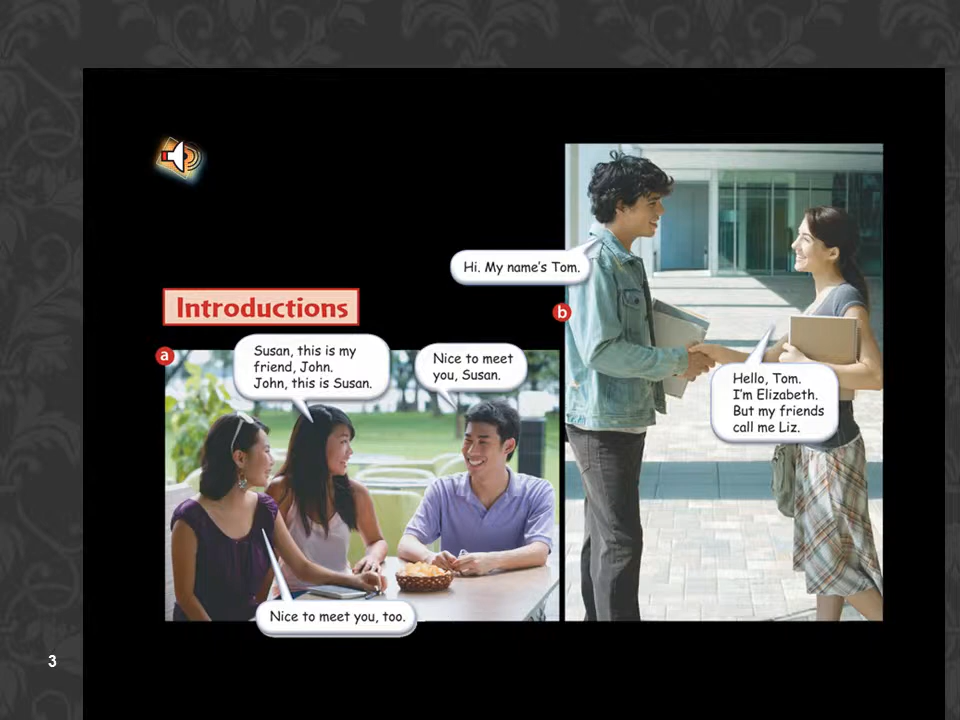 Introductions
a
Susan, this is my
friend, John.
John, this is Susan.
Nice to meet
you, Susan.
Nice to meet you, too.
b
Hi. My name's Tom.
Hello, Tom.
I'm Elizabeth.
But my friends
call me Liz.
3